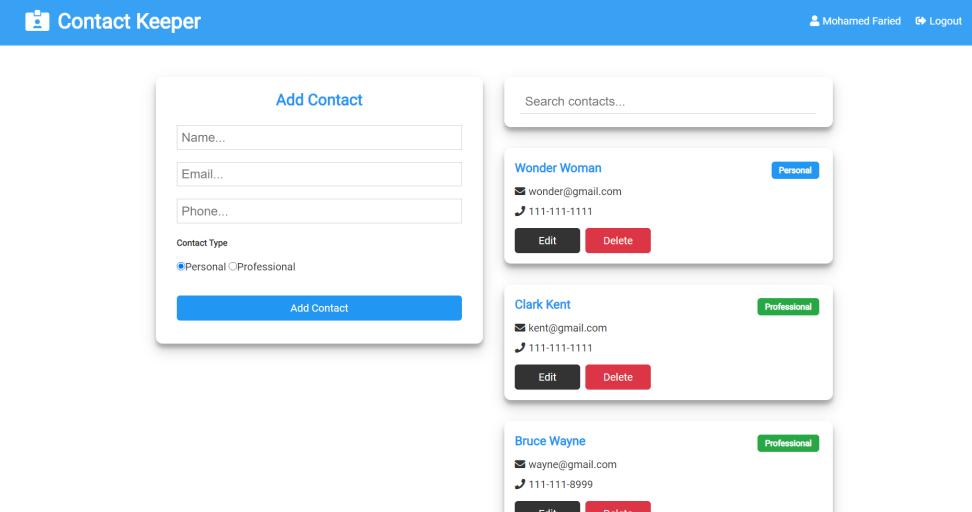 Contact Keeper
Mohamed Faried Logout
Add Contact
Name...
Email...
Phone...
Contact Type
Personal Professional
Add Contact
Search contacts...
Wonder Woman Personal
wonder@gmail.com
111-111-1111
Edit Delete
Clark Kent Professional
kent@gmail.com
111-111-1111
Edit Delete
Bruce Wayne Professional
wayne@gmail.com
111-111-8999
Edit Delete